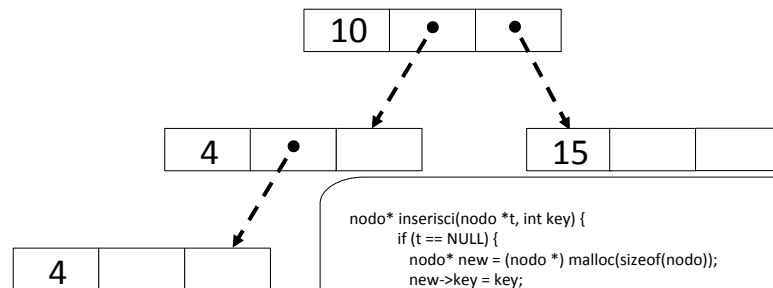 10
4 15
nodo* inserisci(nodo *t, int key) {
if (t == NULL) {
nodo* new = (nodo *) malloc(sizeof(nodo));
4
new->key = key;